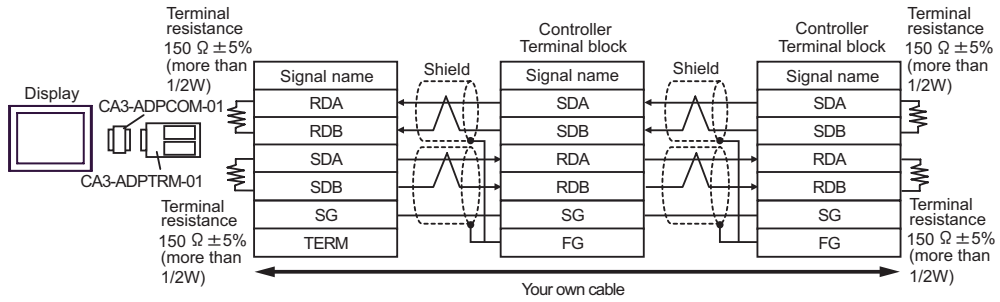 Terminal
resistance
150 Ω ±5%
(more than
1/2W)
Display
CA3-ADPCOM-01
CA3-ADPTRM-01
Terminal
resistance
150 Ω ±5%
(more than
1/2W)
Signal name
RDA
RDB
SDA
SDB
SG
TERM
Shield
Controller
Terminal block
Signal name
SDA
SDB
RDA
RDB
SG
FG
Shield
Controller
Terminal block
Signal name
SDA
SDB
RDA
RDB
SG
FG
Terminal
resistance
150 Ω ±5%
(more than
1/2W)
Terminal
resistance
150 Ω ±5%
(more than
1/2W)
Your own cable